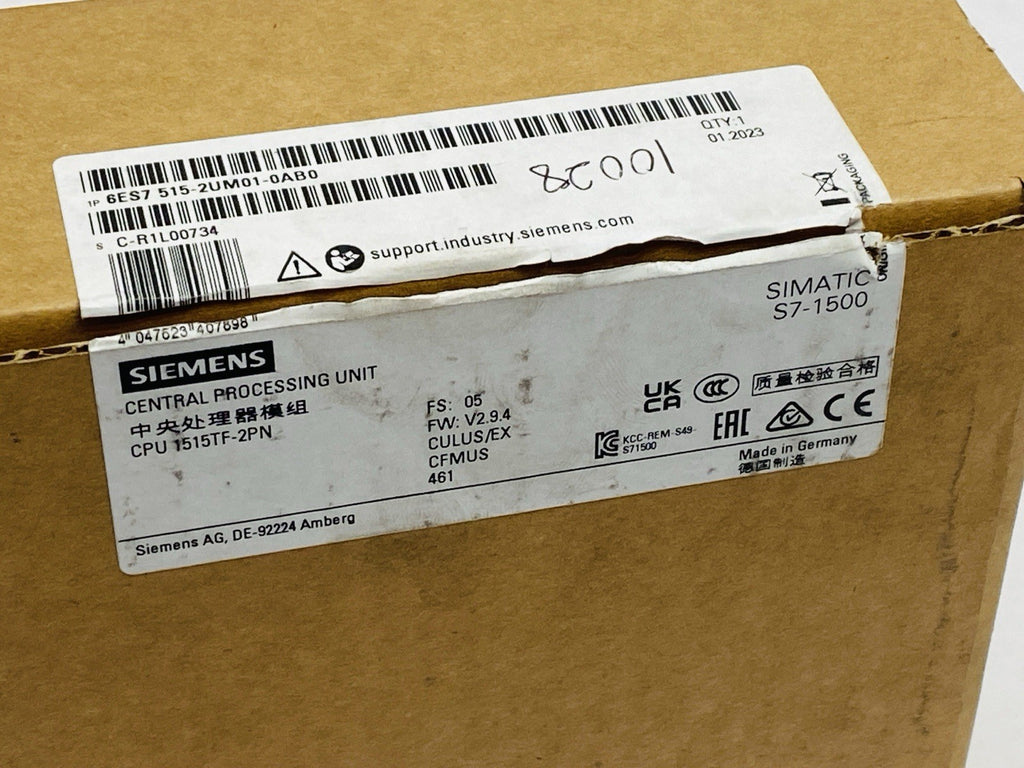 QTY:1
01.2023
1P 6ES7 515-2UM01-0AB0
10028
S C-R1L00734
PACKAGING
support.industry.siemens.com
4 047623 407898
SIMATIC
S7-1500
SIEMENS
CENTRAL PROCESSING UNIT
中央处理器模组
CPU 1515TF-2PN
FS: 05
FW: V2.9.4
CULUS/EX
CFMUS
461
UK
CA
CCC
质量检验合格
KCC-REM-S49-
S71500
EAC
CE
Made in Germany
德国制造
Siemens AG, DE-92224 Amberg